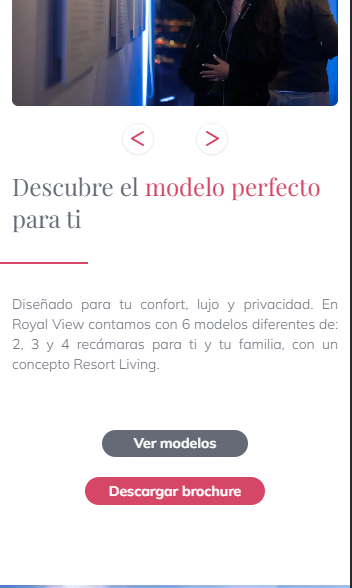 Descubre el modelo perfecto
para ti
Diseñado para tu confort, lujo y privacidad. En
Royal View contamos con 6 modelos diferentes de:
2, 3 y 4 recámaras para ti y tu familia, con un
concepto Resort Living.
Ver modelos
Descargar brochure